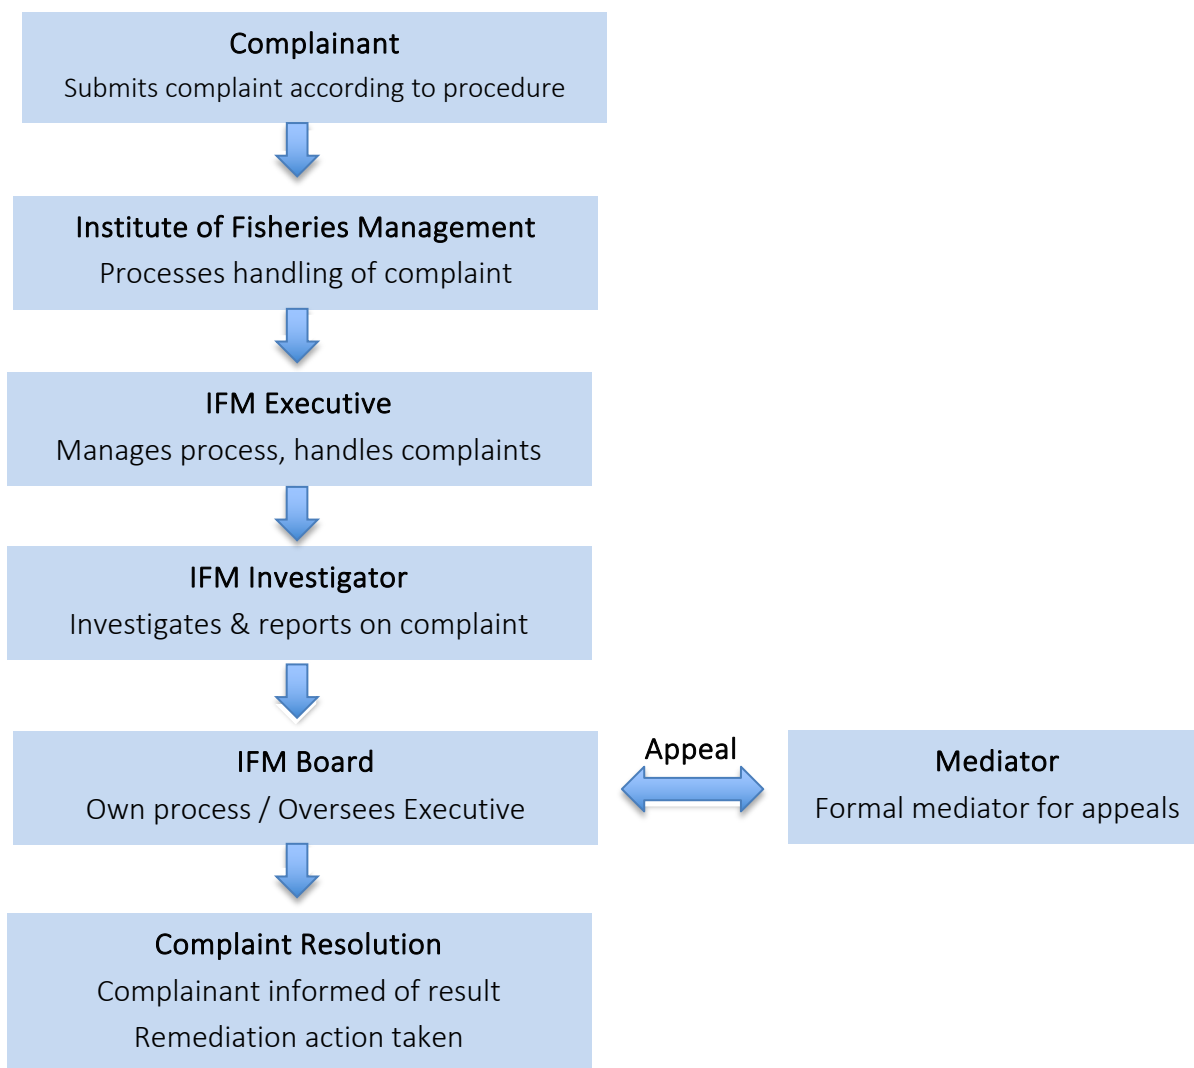 Complainant
Submits complaint according to procedure
Institute of Fisheries Management
Processes handling of complaint
IFM Executive
Manages process, handles complaints
IFM Investigator
Investigates & reports on complaint
IFM Board
Own process / Oversees Executive
Appeal
Mediator
Formal mediator for appeals
Complaint Resolution
Complainant informed of result
Remediation action taken